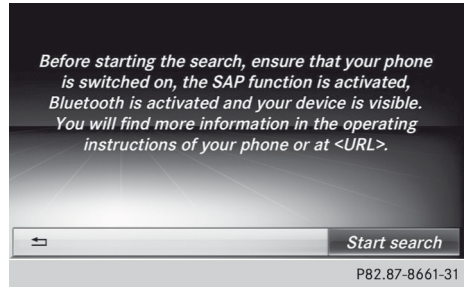 Before starting the search, ensure that your phone
is switched on, the SAP function is activated,
Bluetooth is activated and your device is visible.
You will find more information in the operating
instructions of your phone or at <URL>.
Start search
P82.87-8661-31